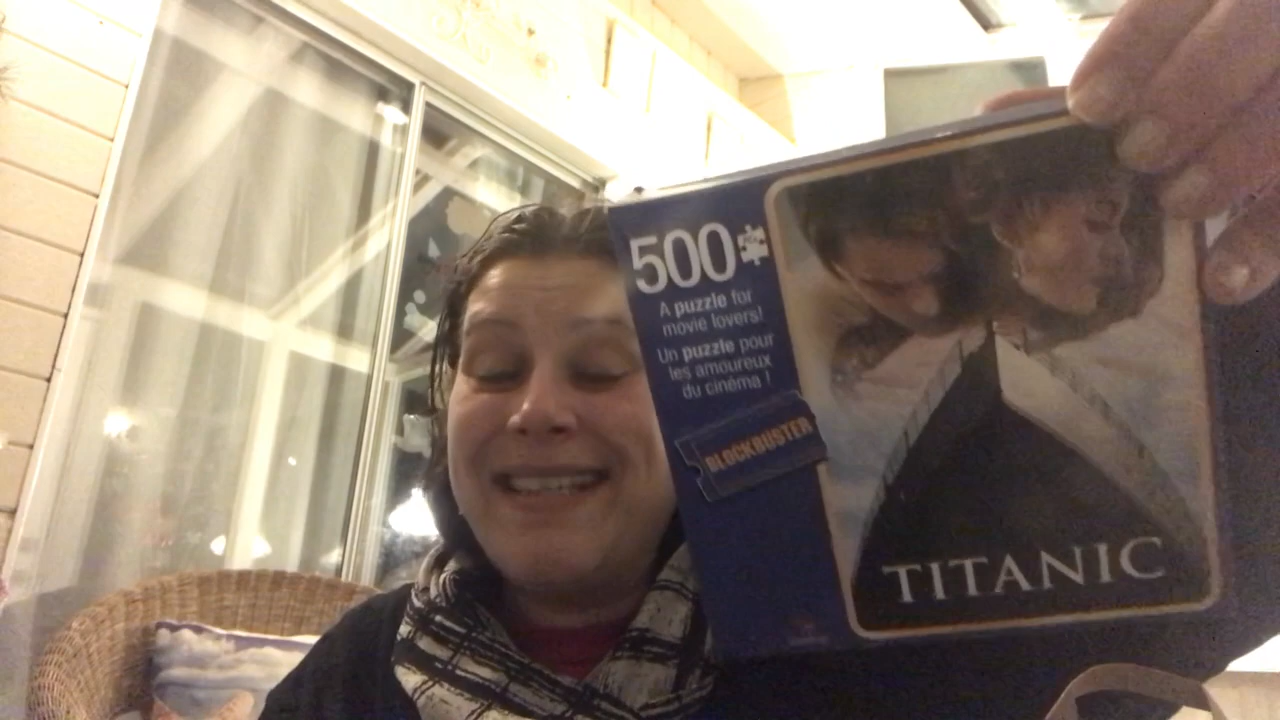 500
A puzzle for
movie lovers!
Un puzzle pour
les amoureux
du cinéma !
BLOCKBUSTER
TITANIC